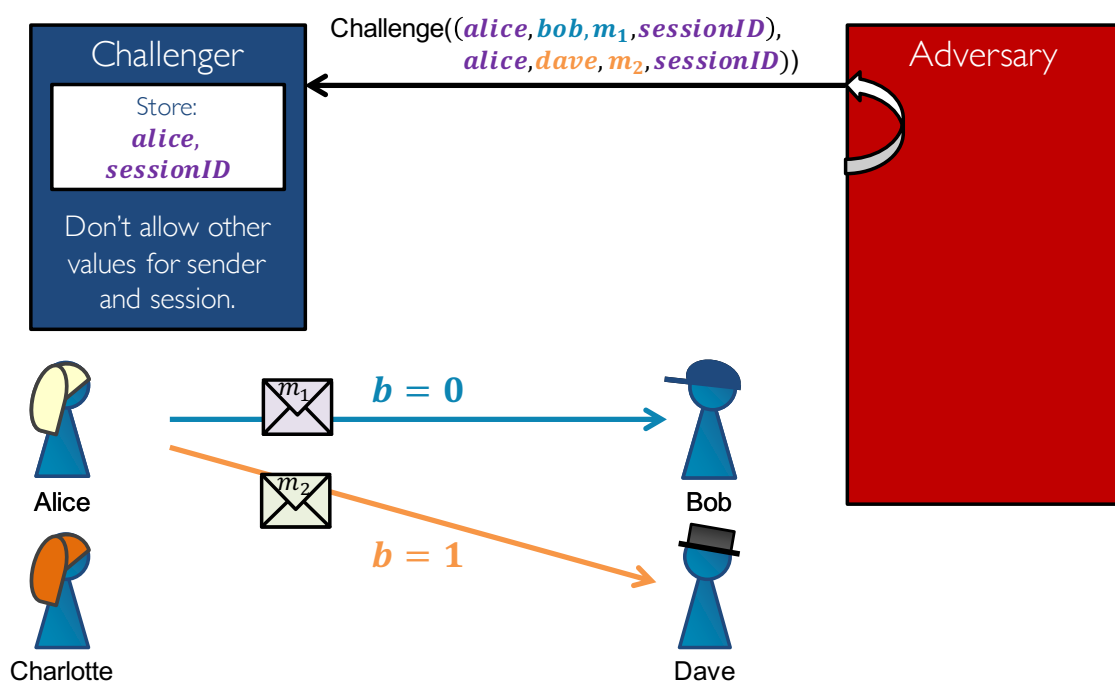 Challenge((alice,bob,m₁,sessionID),
alice,dave,m₂,sessionID))
Challenger
Adversary
Store:
alice,
sessionID
Don't allow other
values for sender
and session.
m₁
b = 0
Alice
Bob
m₂
b = 1
Charlotte
Dave